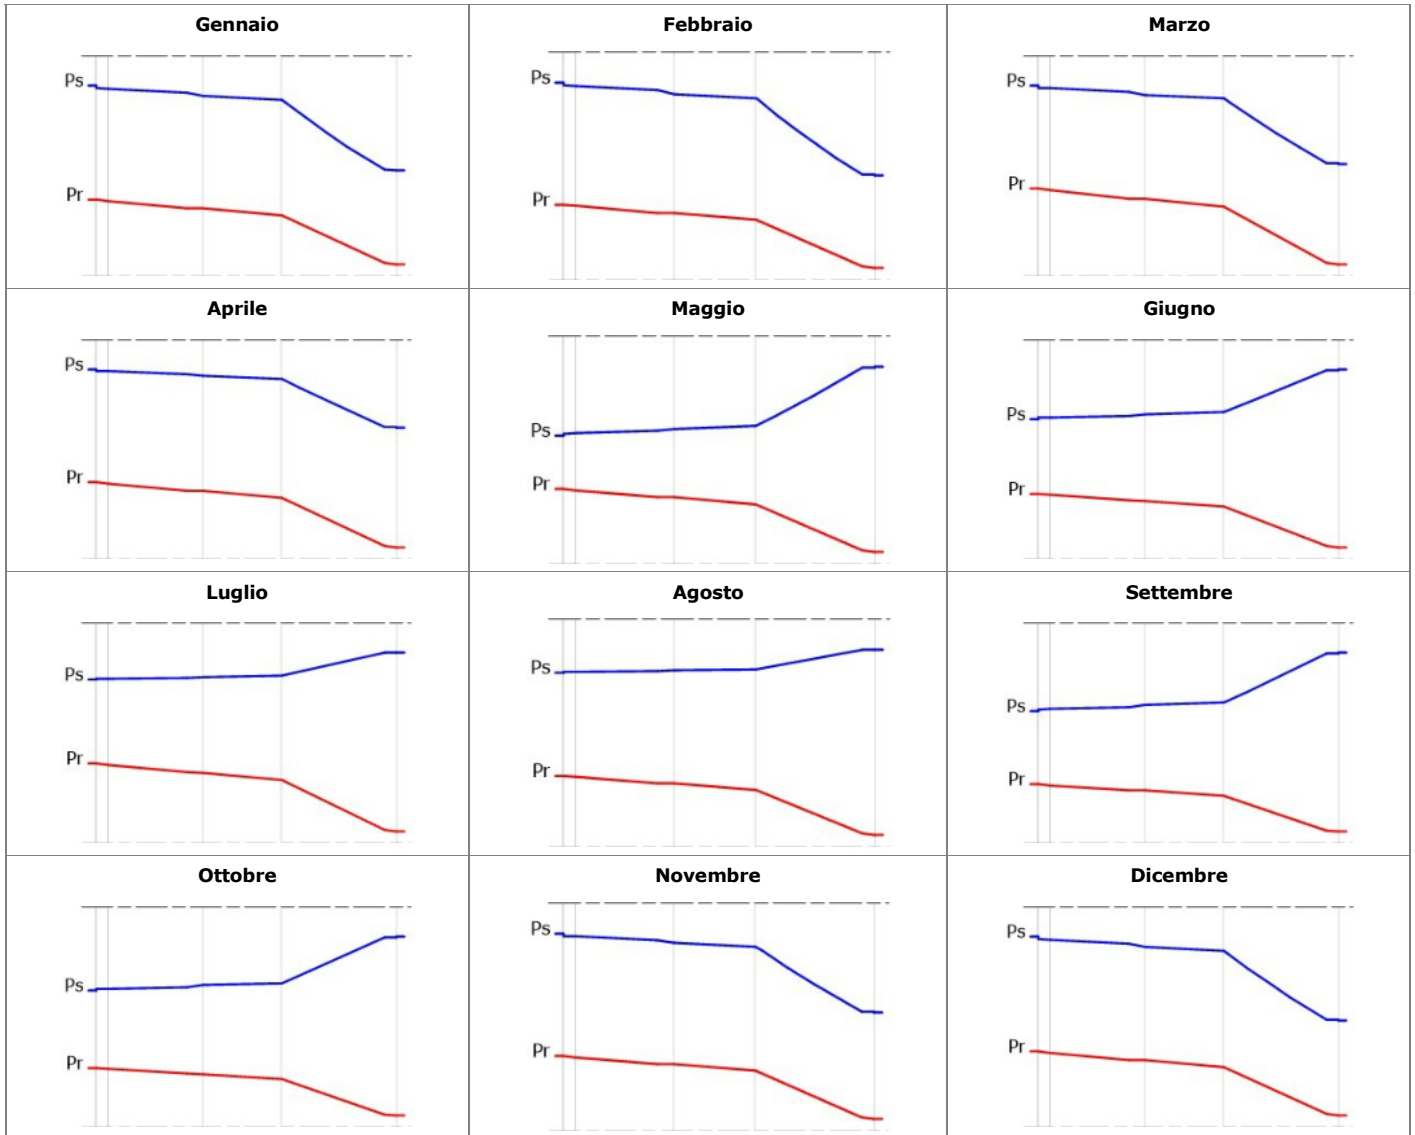 Gennaio
Febbraio
Marzo
Ps
Ps
Ps
Pr
Pr
Pr
Aprile
Maggio
Giugno
Ps
Ps
Ps
Pr
Pr
Pr
Luglio
Agosto
Settembre
Ps
Ps
Ps
Pr
Pr
Pr
Ottobre
Novembre
Dicembre
Ps
Ps
Ps
Pr
Pr
Pr